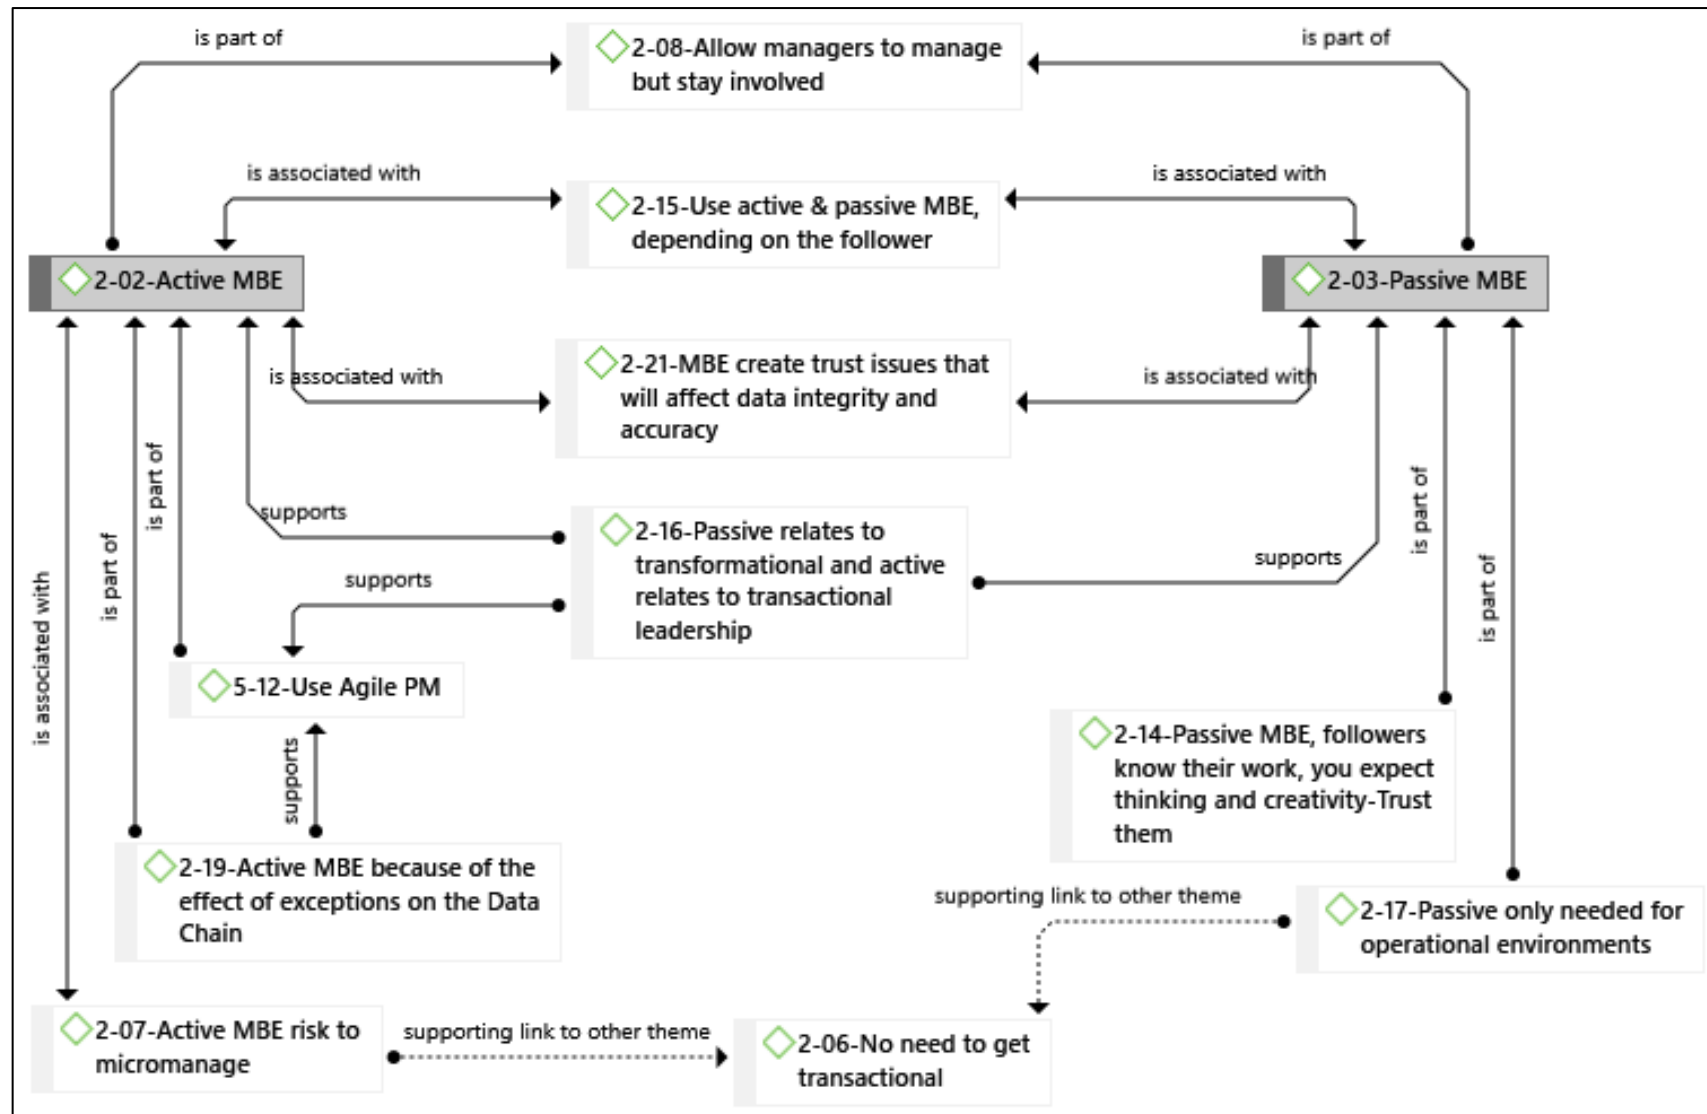 is part of
is part of
2-08-Allow managers to manage
but stay involved
is associated with
is associated with
2-15-Use active & passive MBE,
depending on the follower
2-02-Active MBE
2-03-Passive MBE
is associated with
is associated with
2-21-MBE create trust issues that
will affect data integrity and
accuracy
is part of
is part of
is part of
is part of
is associated with
supports
supports
supports
2-16-Passive relates to
transformational and active
relates to transactional
leadership
5-12-Use Agile PM
supports
2-14-Passive MBE, followers
know their work, you expect
thinking and creativity-Trust
them
2-19-Active MBE because of the
effect of exceptions on the Data
Chain
supporting link to other theme
2-17-Passive only needed for
operational environments
2-07-Active MBE risk to
micromanage
supporting link to other theme
2-06-No need to get
transactional